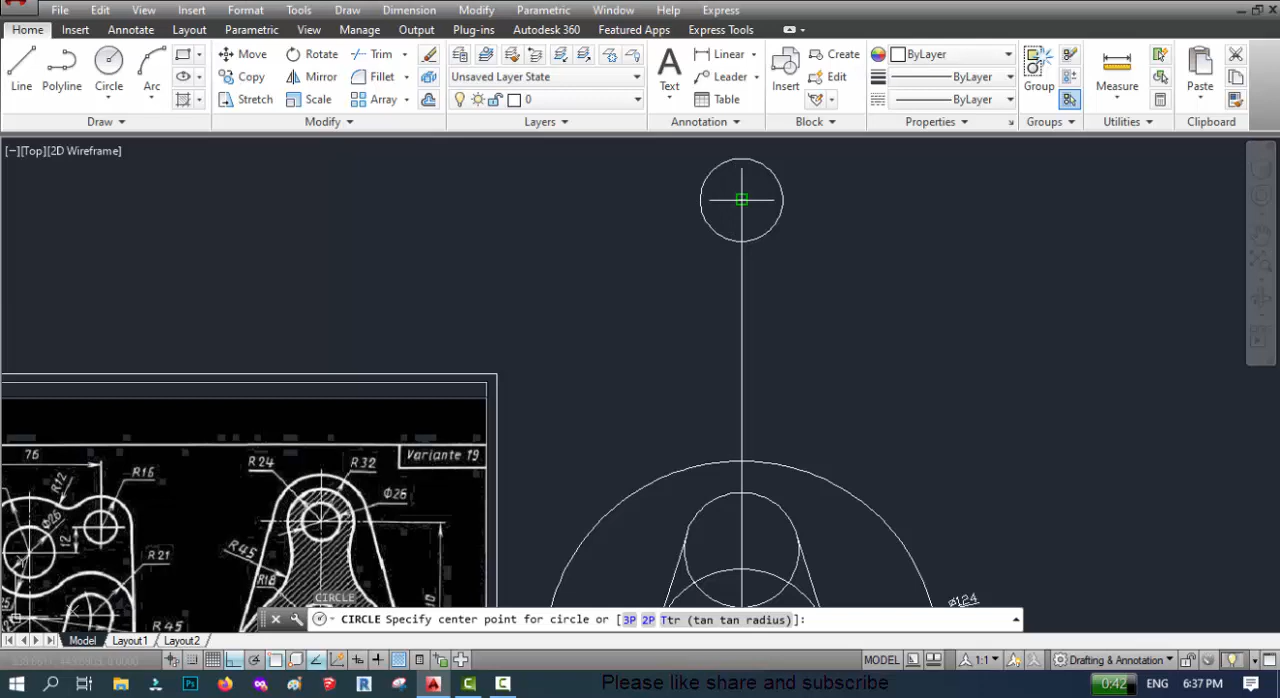 File Edit View Insert Format Tools Draw Dimension Modify Parametric Window Help Express
Home Insert Annotate Parametric View Manage Output Plug-ins Autodesk 360 Featured Apps Express Tools
Line Polyline Circle Arc
Move Rotate Trim
Copy Mirror Fillet
Stretch Scale Array
Unsaved Layer State
0
Text
Linear
Leader
Table
Insert
Create
Edit
ByLayer
ByLayer
ByLayer
Group
Measure
Paste
Draw Modify Layers Annotation Block Properties Groups Utilities Clipboard
[−][Top][2D Wireframe]
Variante 19
76
R16
R12
Φ26
12
R21
R45
R24
R32
Φ26
R45
R18
CIRCLE
⌀124
CIRCLE Specify center point for circle or [3P 2P Ttr (tan tan radius)]:
Model Layout1 Layout2
MODEL 1:1 Drafting & Annotation
Please like share and subscribe
0:42 ENG 6:37 PM